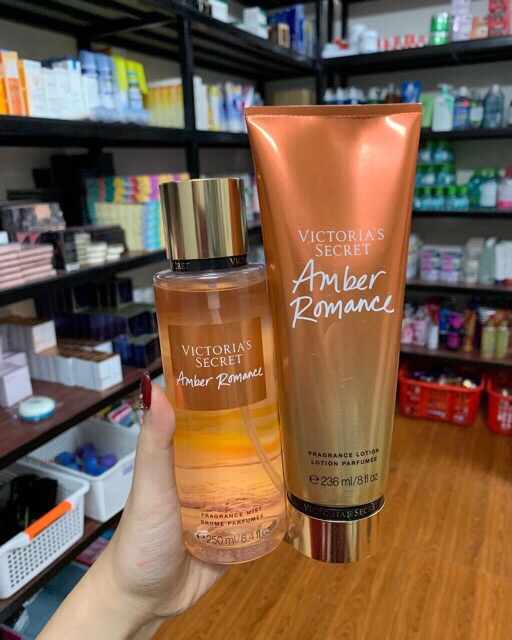 VICTORIA'S
SECRET
Amber Romance
FRAGRANCE MIST
BRUME PARFUMÉE
℮ 250 ml/8.4 fl oz
VICTORIA'S
SECRET
Amber
Romance
FRAGRANCE LOTION
LOTION PARFUMÉE
℮ 236 ml/8 fl oz
VICTORIA'S SECRET